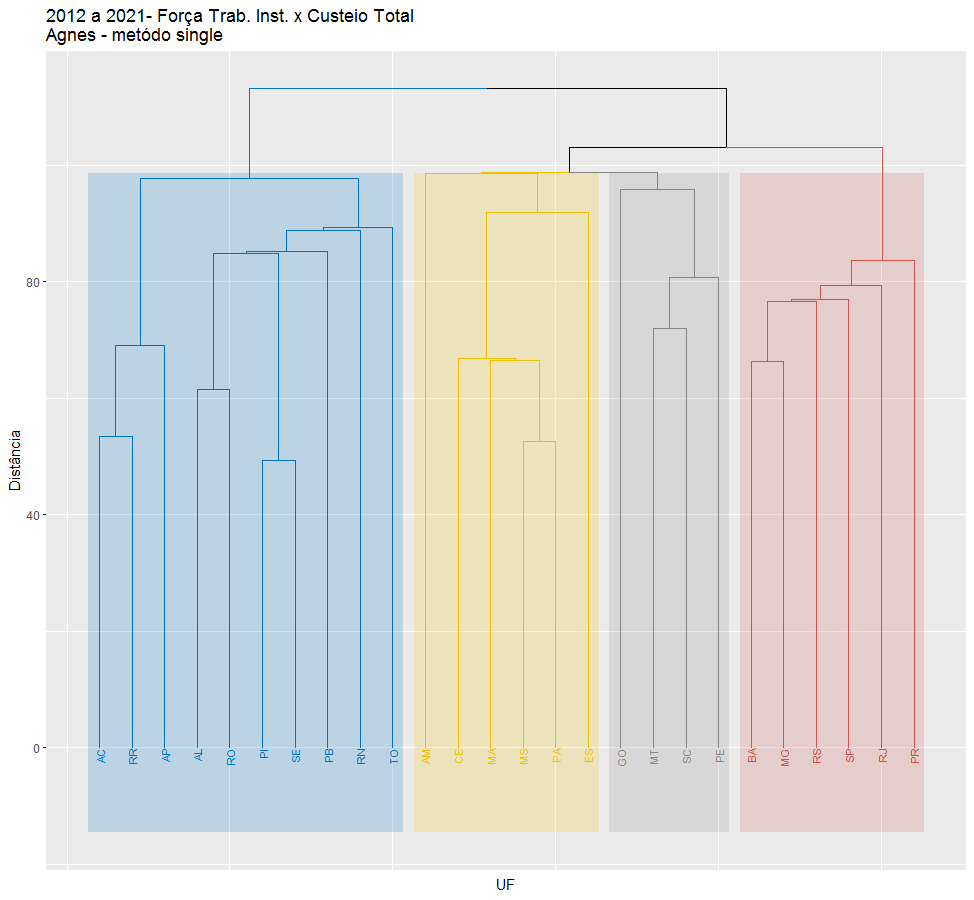 2012 a 2021- Força Trab. Inst. x Custeio Total
Agnes - metódo single
Distância
80
40
0
AC RR AP AL RO PI SE PB RN TO AM CE MA MS PA ES GO MT SC PE BA MG RS SP RJ PR
UF